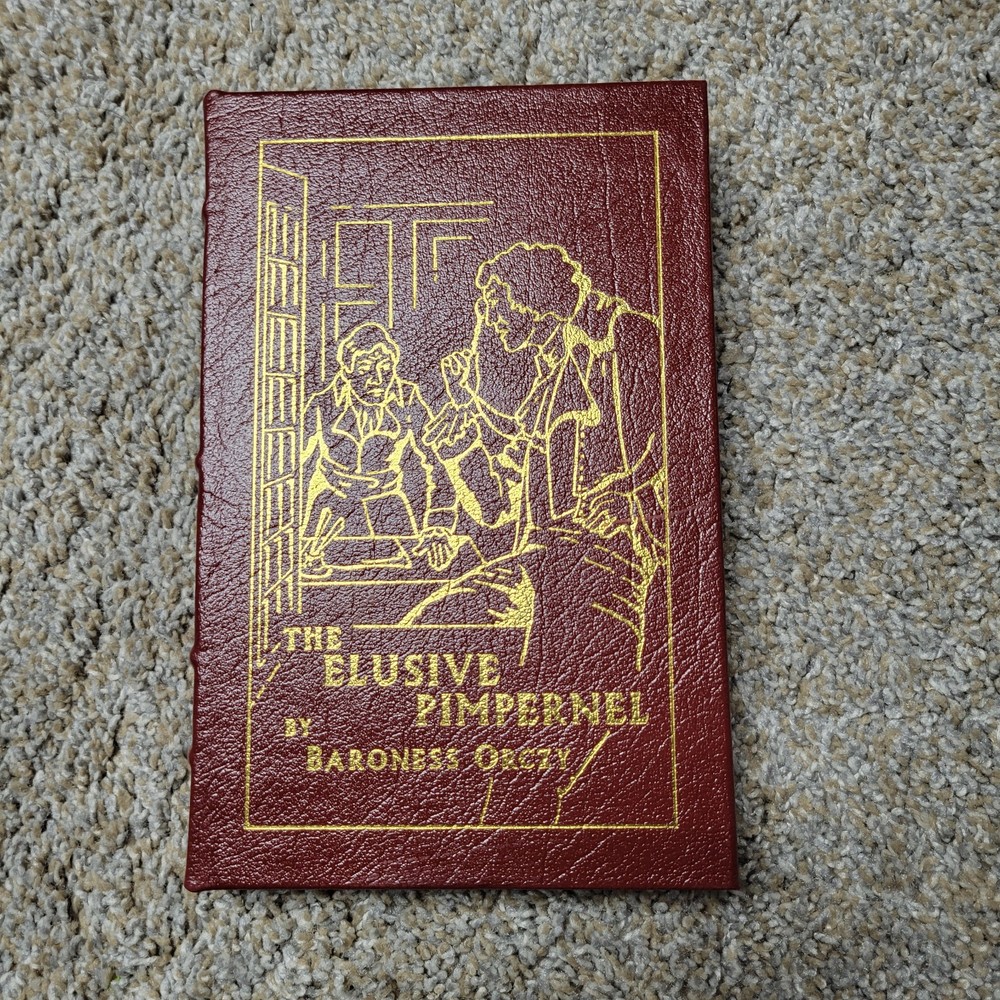 THE
ELUSIVE
PIMPERNEL
BY
BARONESS ORCZY